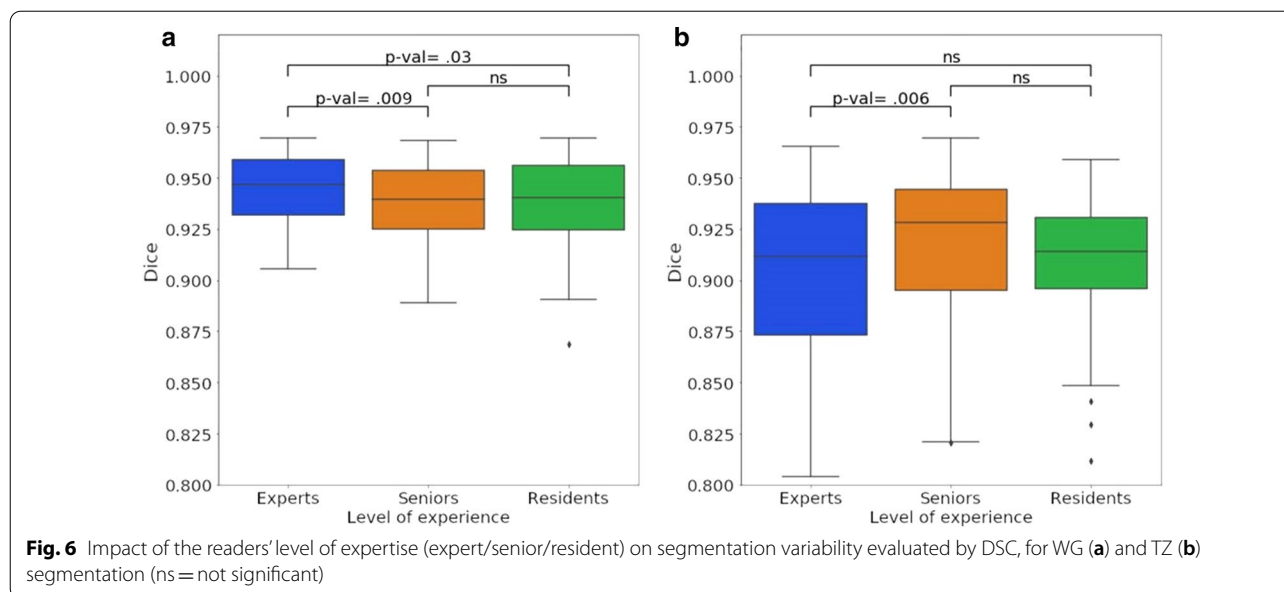 a
p-val= .03
ns
p-val= .009
1.000
0.975
0.950
0.925
0.900
0.875
0.850
0.825
0.800
Dice
Experts Seniors Residents
Level of experience
b
ns
ns
p-val= .006
1.000
0.975
0.950
0.925
0.900
0.875
0.850
0.825
0.800
Dice
Experts Seniors Residents
Level of experience
Fig. 6 Impact of the readers' level of expertise (expert/senior/resident) on segmentation variability evaluated by DSC, for WG (a) and TZ (b)
segmentation (ns = not significant)